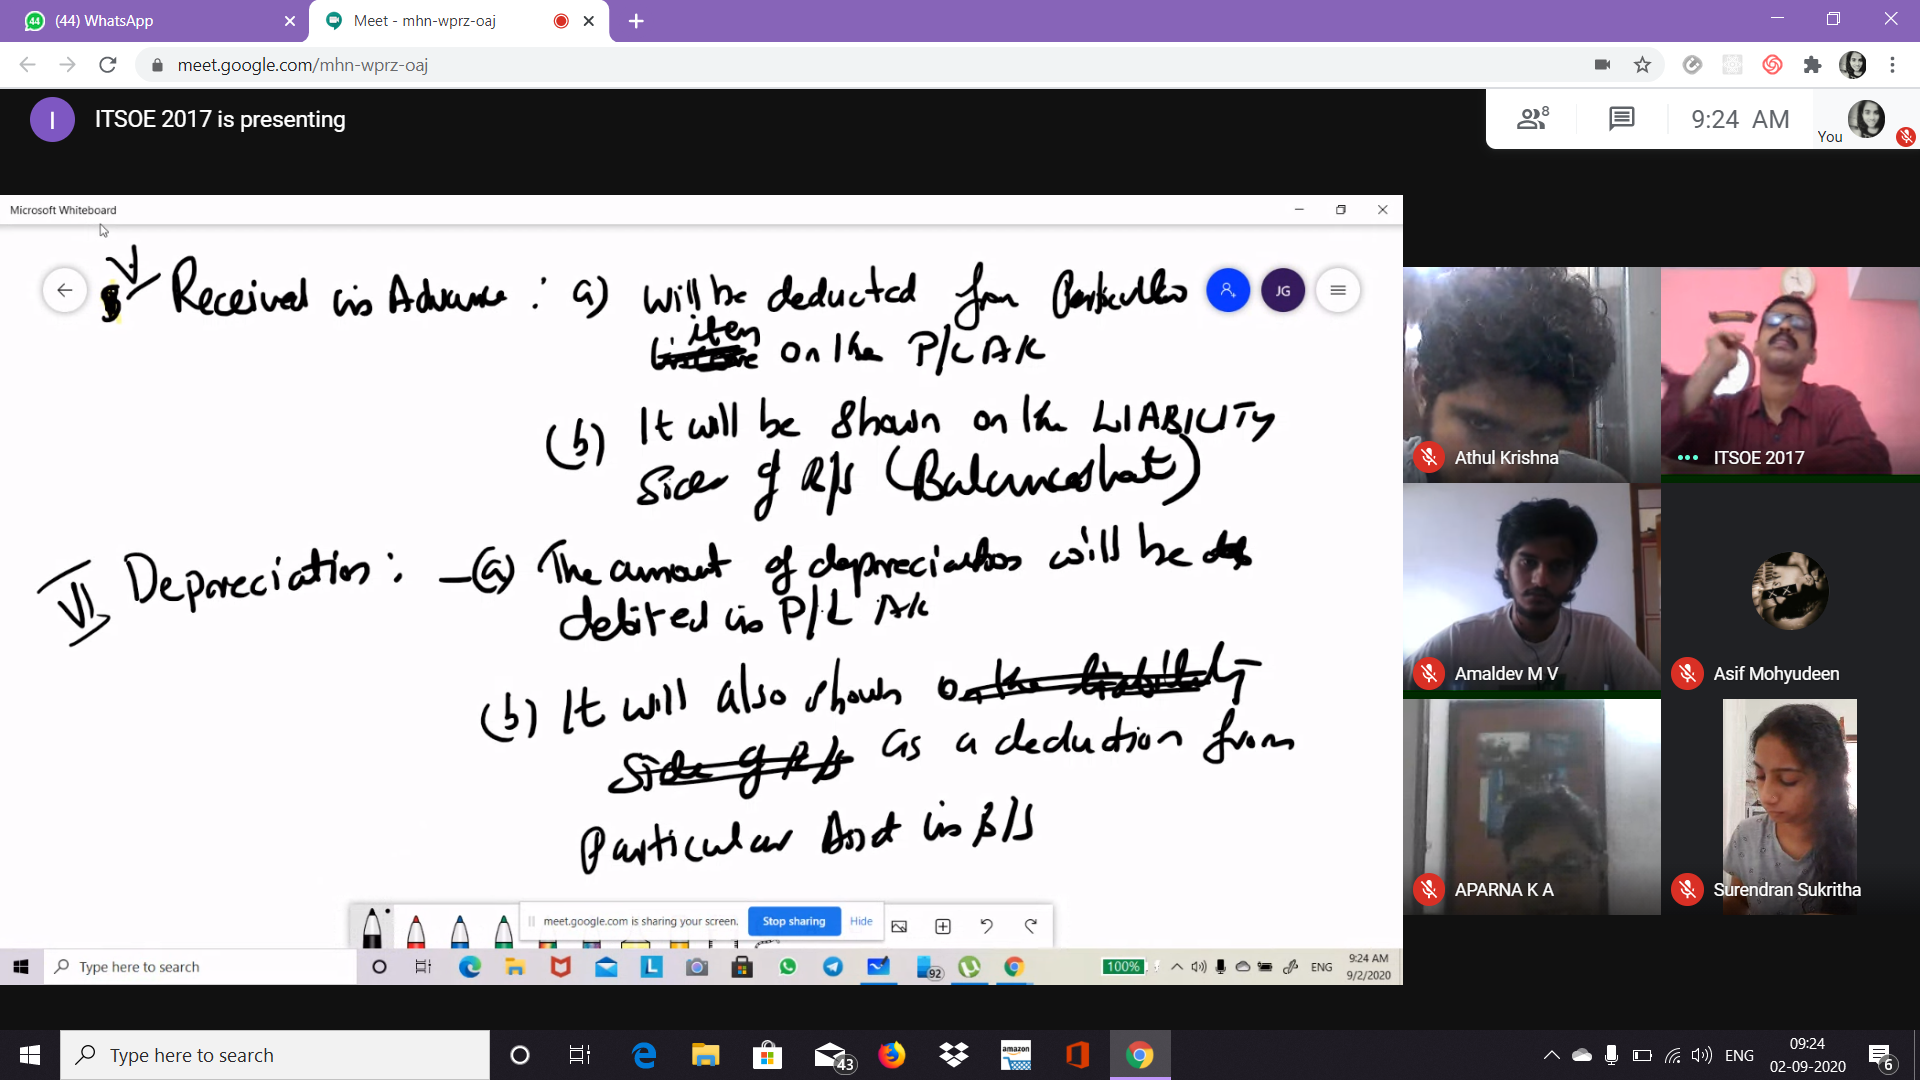 (44) WhatsApp
Meet - mhn-wprz-oaj
meet.google.com/mhn-wprz-oaj
I
ITSOE 2017 is presenting
8
9:24 AM
You
Microsoft Whiteboard
V Received in Advance : a) will be deducted from Particular
JG
item
on the P/L A/c
(b) It will be shown on the LIABILITY
side of B/S (Balancesheet)
VI Depreciation : - (a) The amount of depreciation will be
debited in P/L A/c
(b) It will also shown on the liability
side of B/S as a deduction from
Particular Asset in B/S
Athul Krishna
ITSOE 2017
Amaldev M V
Asif Mohyudeen
APARNA K A
Surendran Sukritha
meet.google.com is sharing your screen.
Stop sharing
Hide
Type here to search
L
92
100%
ENG
9:24 AM
9/2/2020
Type here to search
43
amazon
ENG
09:24
02-09-2020
6